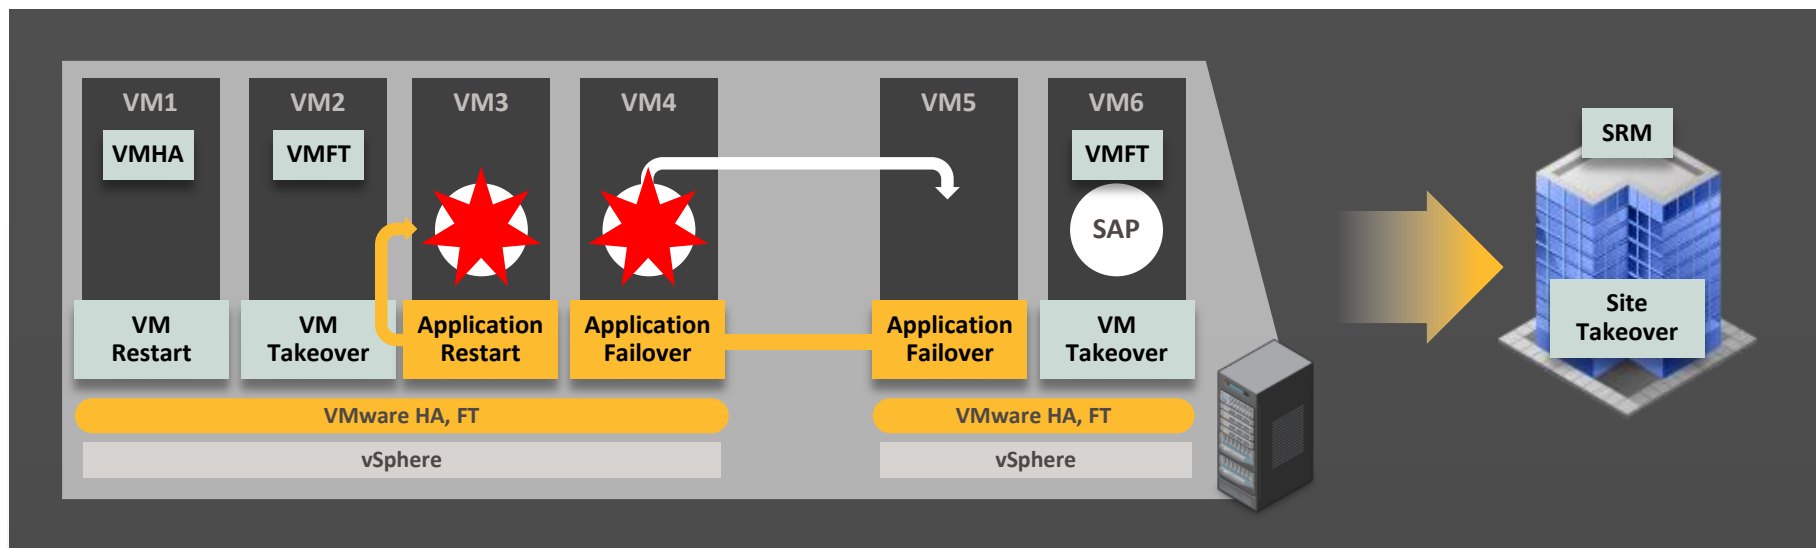 VM1
VM2
VM3
VM4
VM5
VM6
VMHA
VMFT
VMFT
SAP
VM
Restart
VM
Takeover
Application
Restart
Application
Failover
Application
Failover
VM
Takeover
VMware HA, FT
VMware HA, FT
vSphere
vSphere
SRM
Site
Takeover